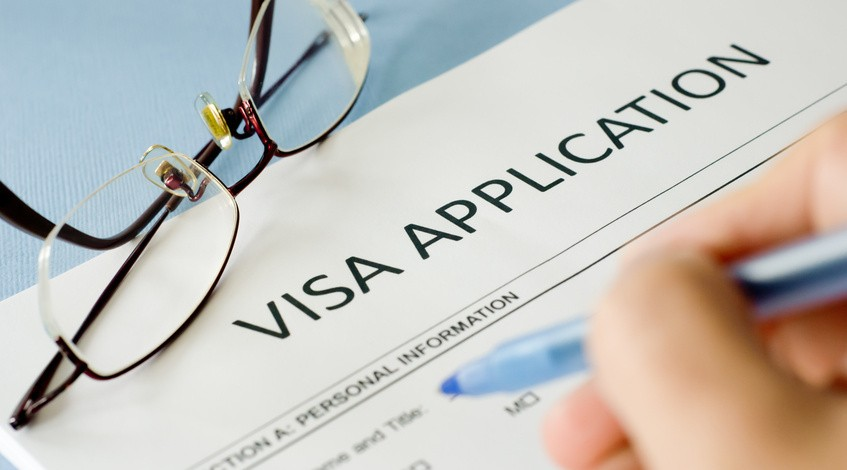 VISA APPLICATION
CTION A: PERSONAL INFORMATION
me and Title:
M